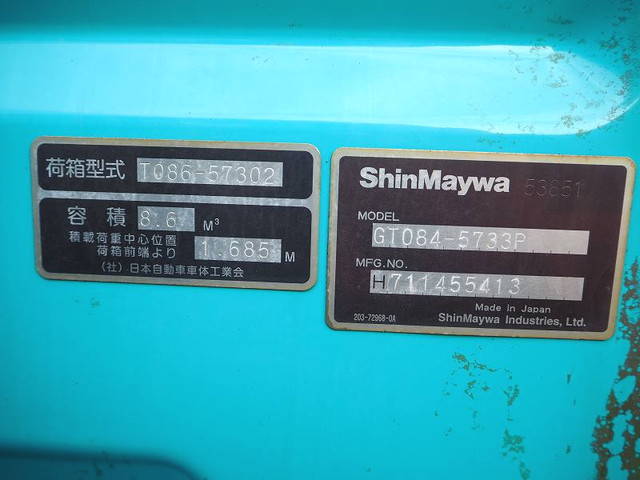 荷箱型式 T086-57302
容積 8.6 M³
積載荷重中心位置
荷箱前端より 1.685 M
（社）日本自動車車体工業会
ShinMaywa 53851
MODEL
GT084-5733P
MFG.NO.
H711455413
Made in Japan
203-72968-0A ShinMaywa Industries, Ltd.